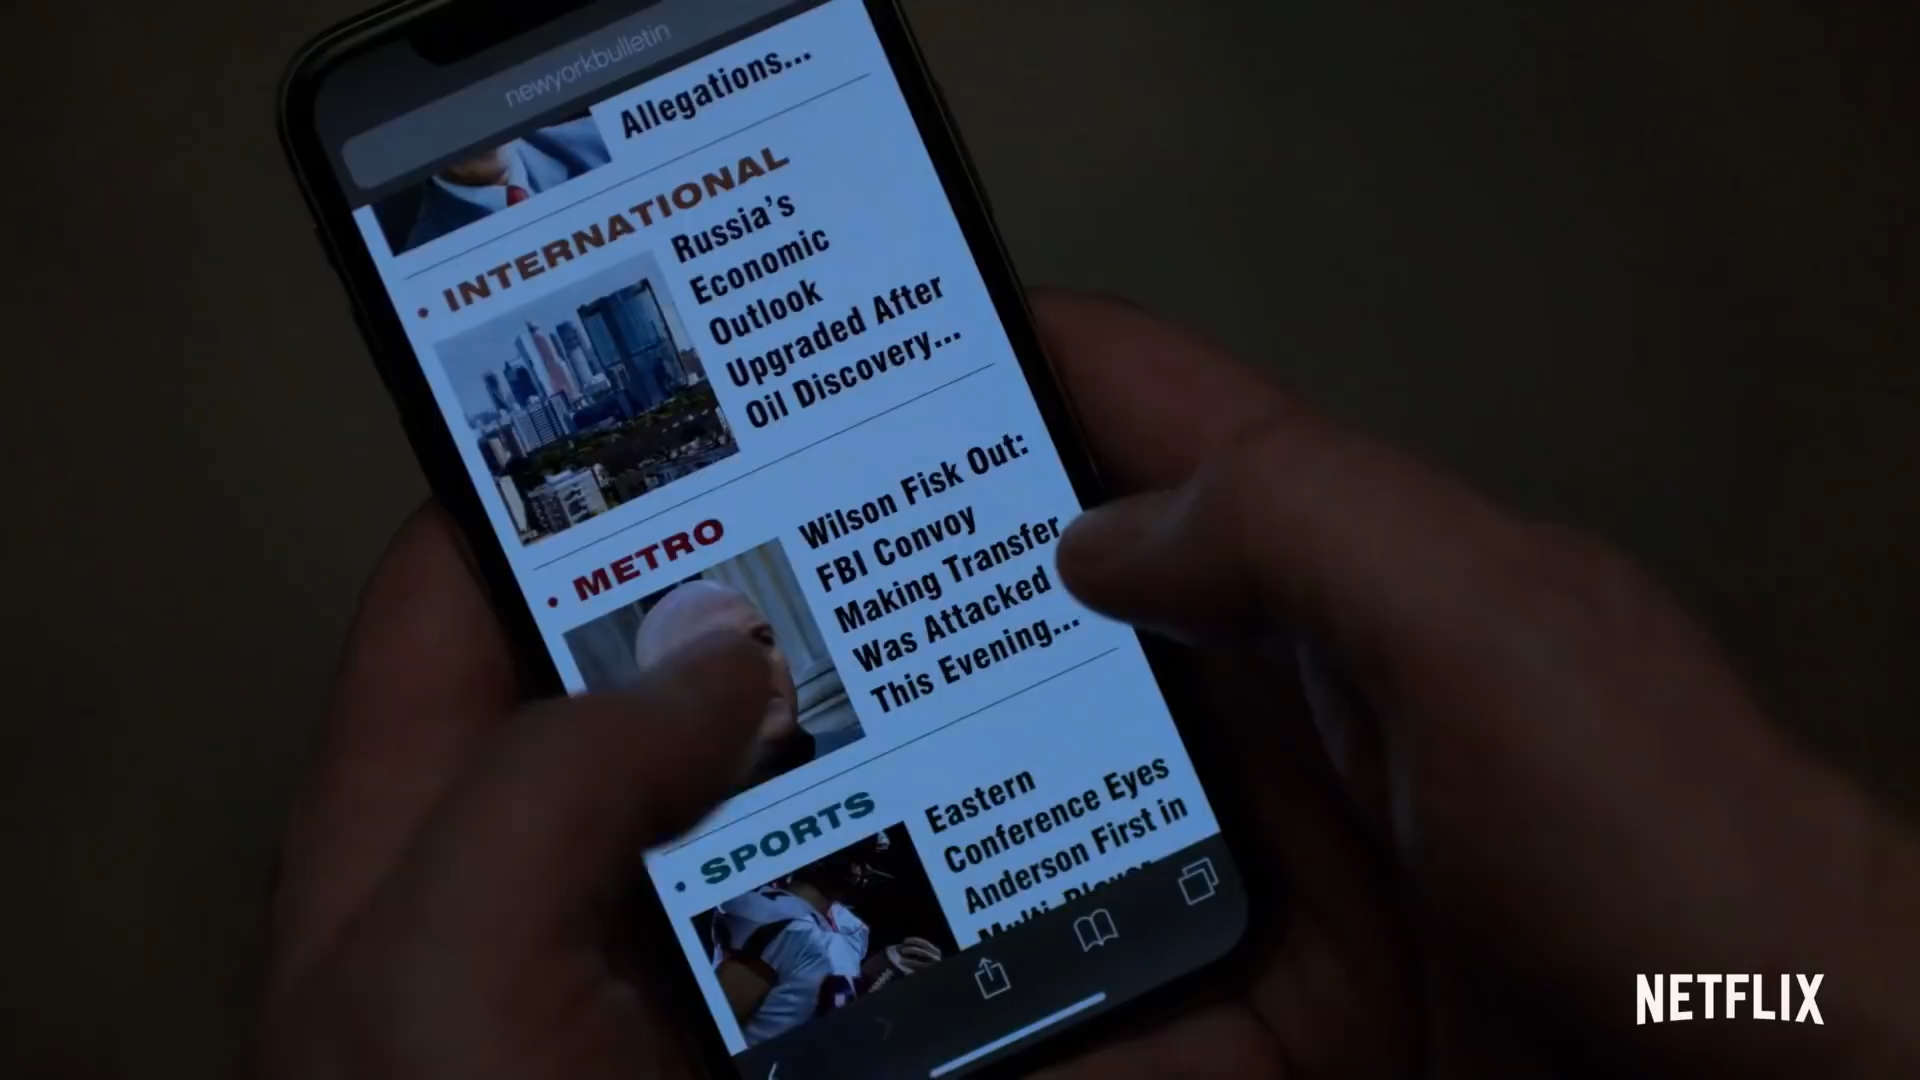 newyorkbulletin
Allegations...
• INTERNATIONAL
Russia's
Economic
Outlook
Upgraded After
Oil Discovery...
• METRO
Wilson Fisk Out:
FBI Convoy
Making Transfer
Was Attacked
This Evening...
• SPORTS
Eastern
Conference Eyes
Anderson First in
NETFLIX